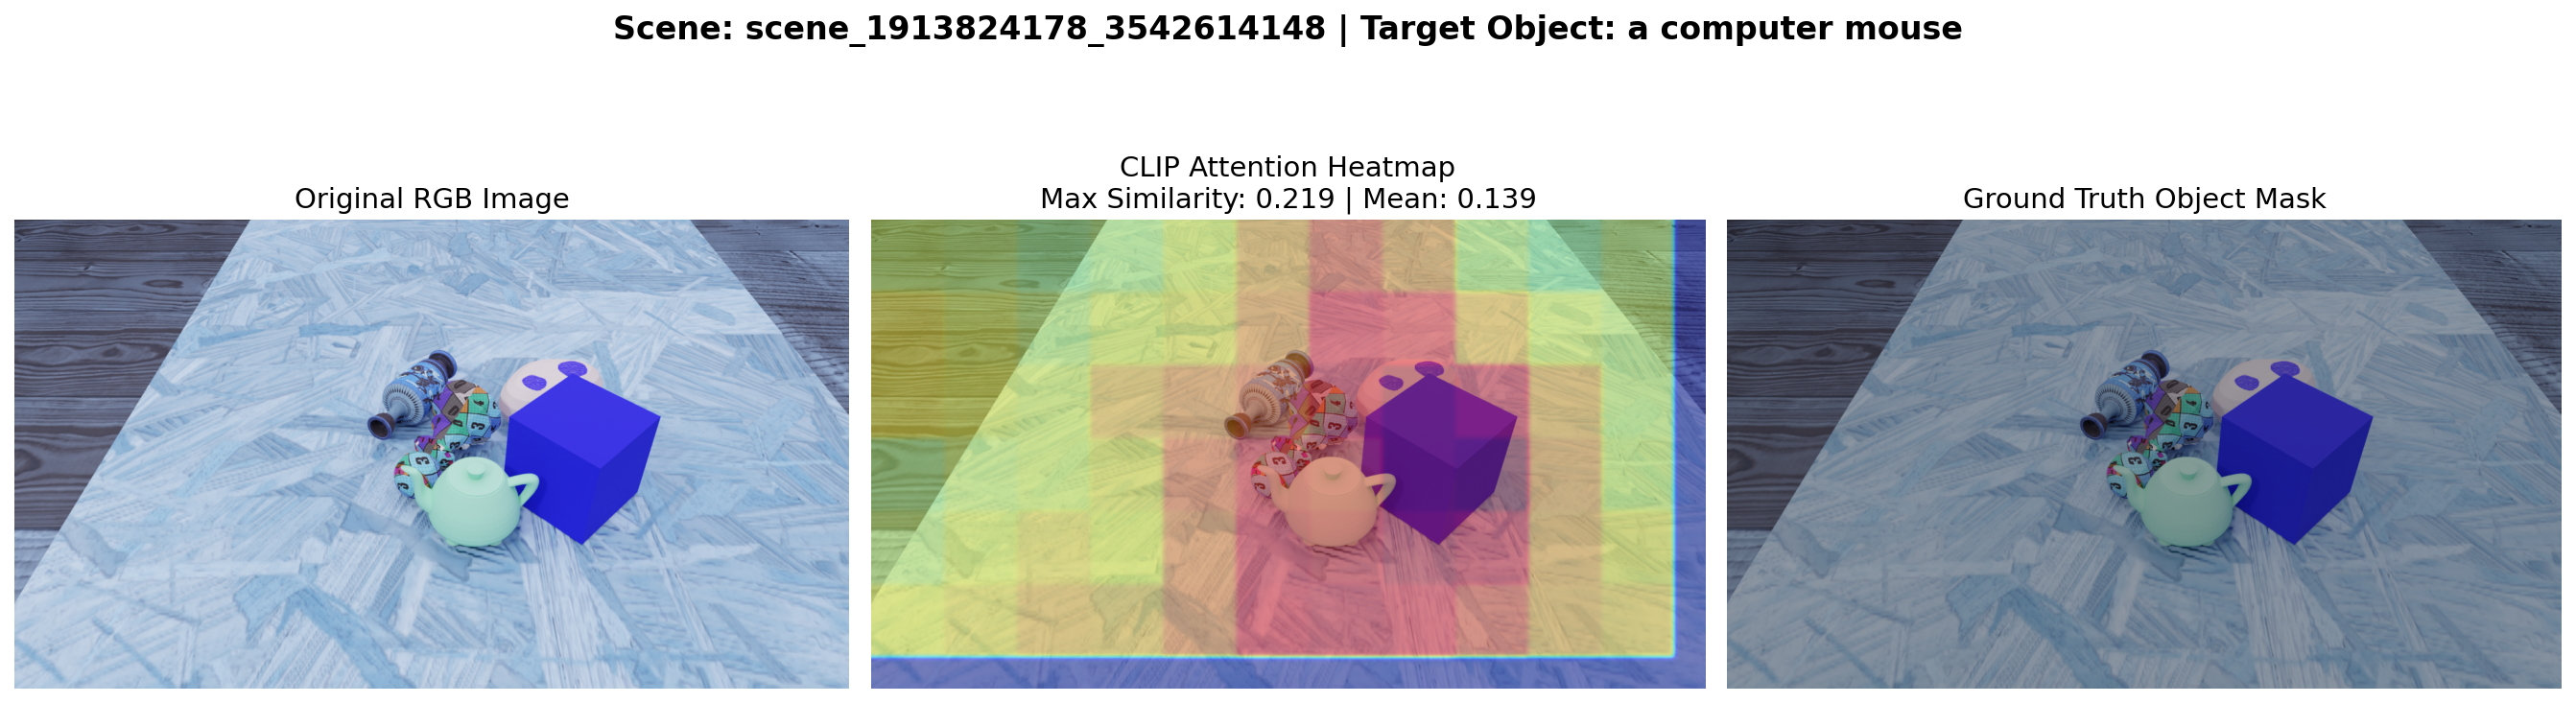 Scene: scene_1913824178_3542614148 | Target Object: a computer mouse
Original RGB Image
CLIP Attention Heatmap
Max Similarity: 0.219 | Mean: 0.139
Ground Truth Object Mask